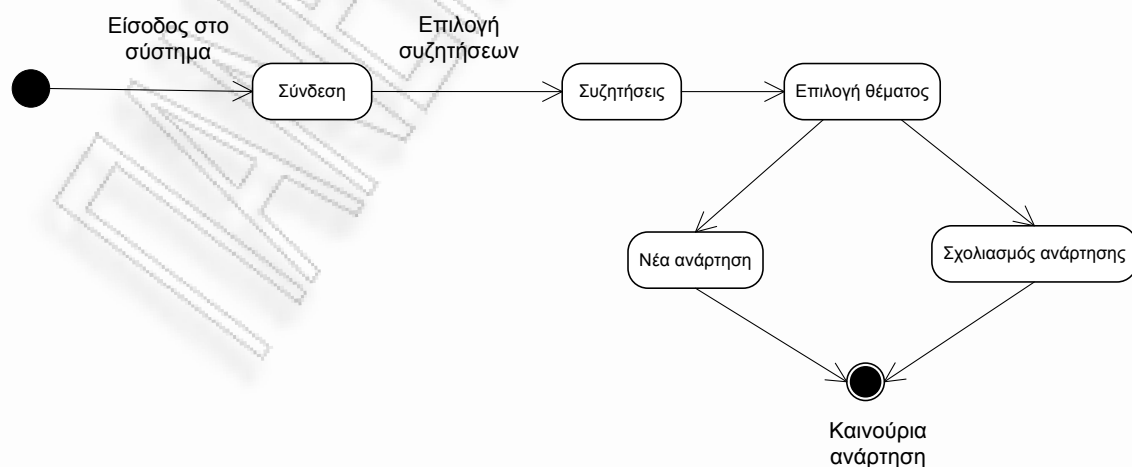 Είσοδος στο
σύστημα
Επιλογή
συζητήσεων
Σύνδεση
Συζητήσεις
Επιλογή θέματος
Νέα ανάρτηση
Σχολιασμός ανάρτησης
Καινούρια
ανάρτηση